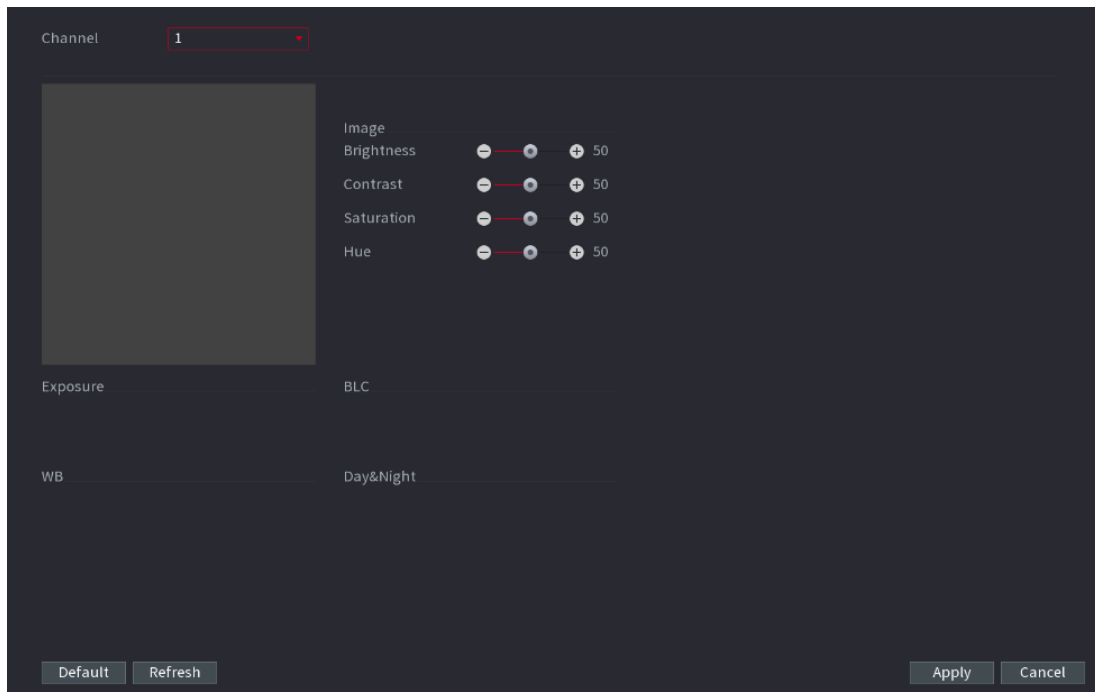 Channel 1
Image
Brightness 50
Contrast 50
Saturation 50
Hue 50
Exposure BLC
WB Day&Night
Default Refresh Apply Cancel